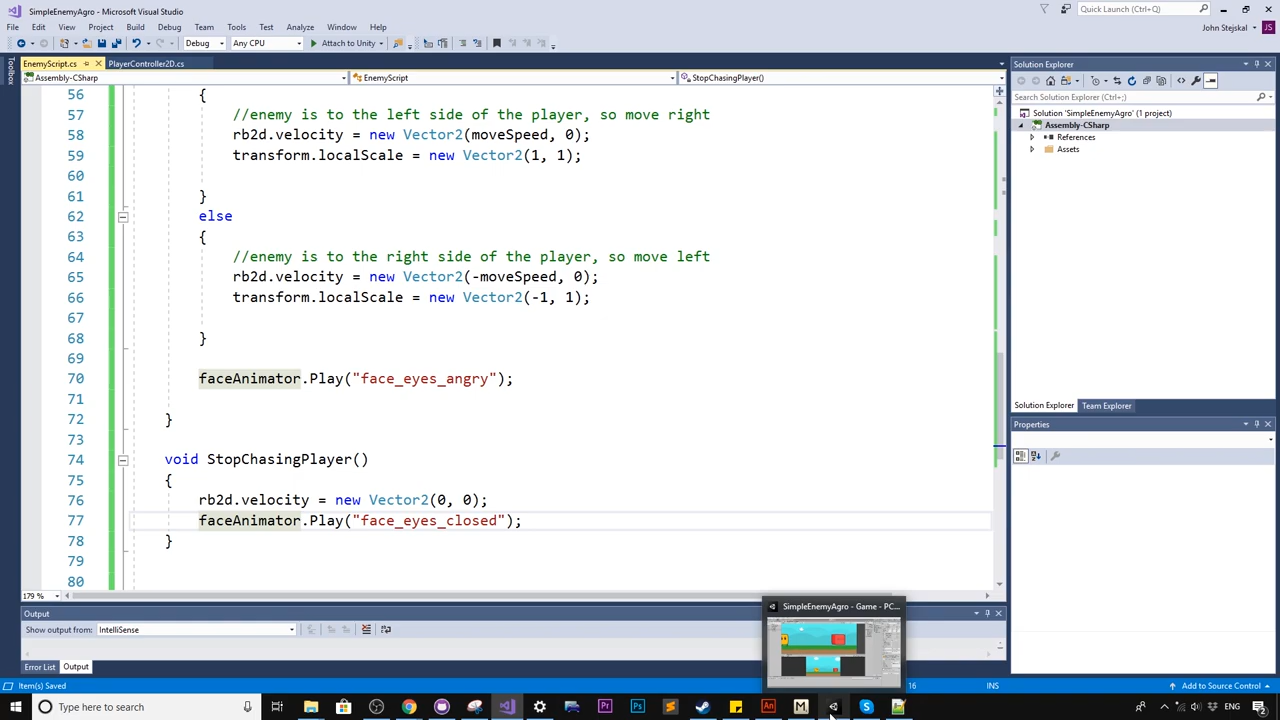 SimpleEnemyAgro
Quick Launch (Ctrl+Q)
File Edit View Project Build Debug Team Tools Test Analyze Window Help
John Stejskal JS
Debug Any CPU Attach to Unity
Toolbox
EnemyScript.cs PlayerController2D.cs
Assembly-CSharp EnemyScript StopChasingPlayer()
56 {
57 //enemy is to the left side of the player, so move right
58 rb2d.velocity = new Vector2(moveSpeed, 0);
59 transform.localScale = new Vector2(1, 1);
60
61 }
62 else
63 {
64 //enemy is to the right side of the player, so move left
65 rb2d.velocity = new Vector2(-moveSpeed, 0);
66 transform.localScale = new Vector2(-1, 1);
67
68 }
69
70 faceAnimator.Play("face_eyes_angry");
71
72 }
73
74 void StopChasingPlayer()
75 {
76 rb2d.velocity = new Vector2(0, 0);
77 faceAnimator.Play("face_eyes_closed");
78 }
79
80
179 %
Solution Explorer
Search Solution Explorer (Ctrl+;)
Solution 'SimpleEnemyAgro' (1 project)
Assembly-CSharp
References
Assets
Solution Explorer Team Explorer
Properties
Output
Show output from: IntelliSense
Error List Output
SimpleEnemyAgro - Game - PC...
Item(s) Saved
16 INS
Add to Source Control
Type here to search
Pr Ps An M
ENG